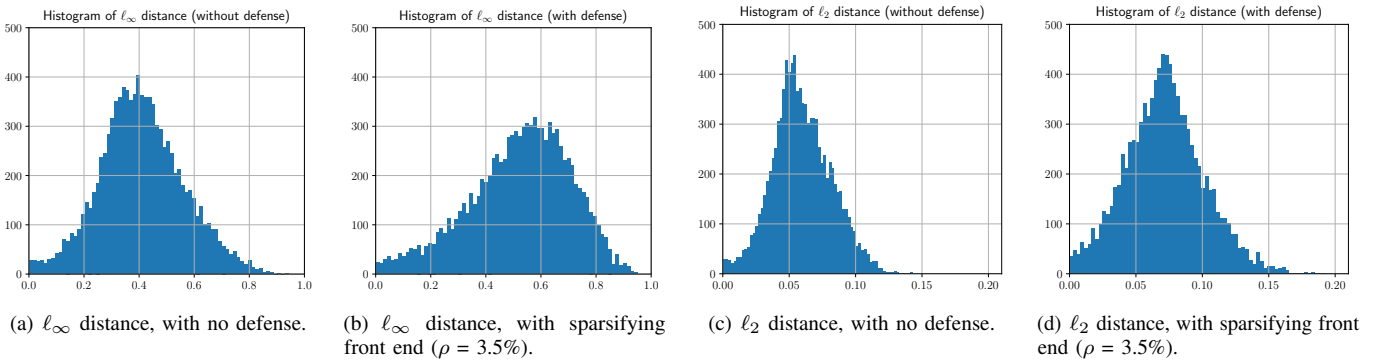 Histogram of ℓ∞ distance (without defense)
500
400
300
200
100
0
0.0 0.2 0.4 0.6 0.8 1.0
(a) ℓ∞ distance, with no defense.
Histogram of ℓ∞ distance (with defense)
500
400
300
200
100
0
0.0 0.2 0.4 0.6 0.8 1.0
(b) ℓ∞ distance, with sparsifying
front end (ρ = 3.5%).
Histogram of ℓ2 distance (without defense)
500
400
300
200
100
0
0.00 0.05 0.10 0.15 0.20
(c) ℓ2 distance, with no defense.
Histogram of ℓ2 distance (with defense)
500
400
300
200
100
0
0.00 0.05 0.10 0.15 0.20
(d) ℓ2 distance, with sparsifying front
end (ρ = 3.5%).